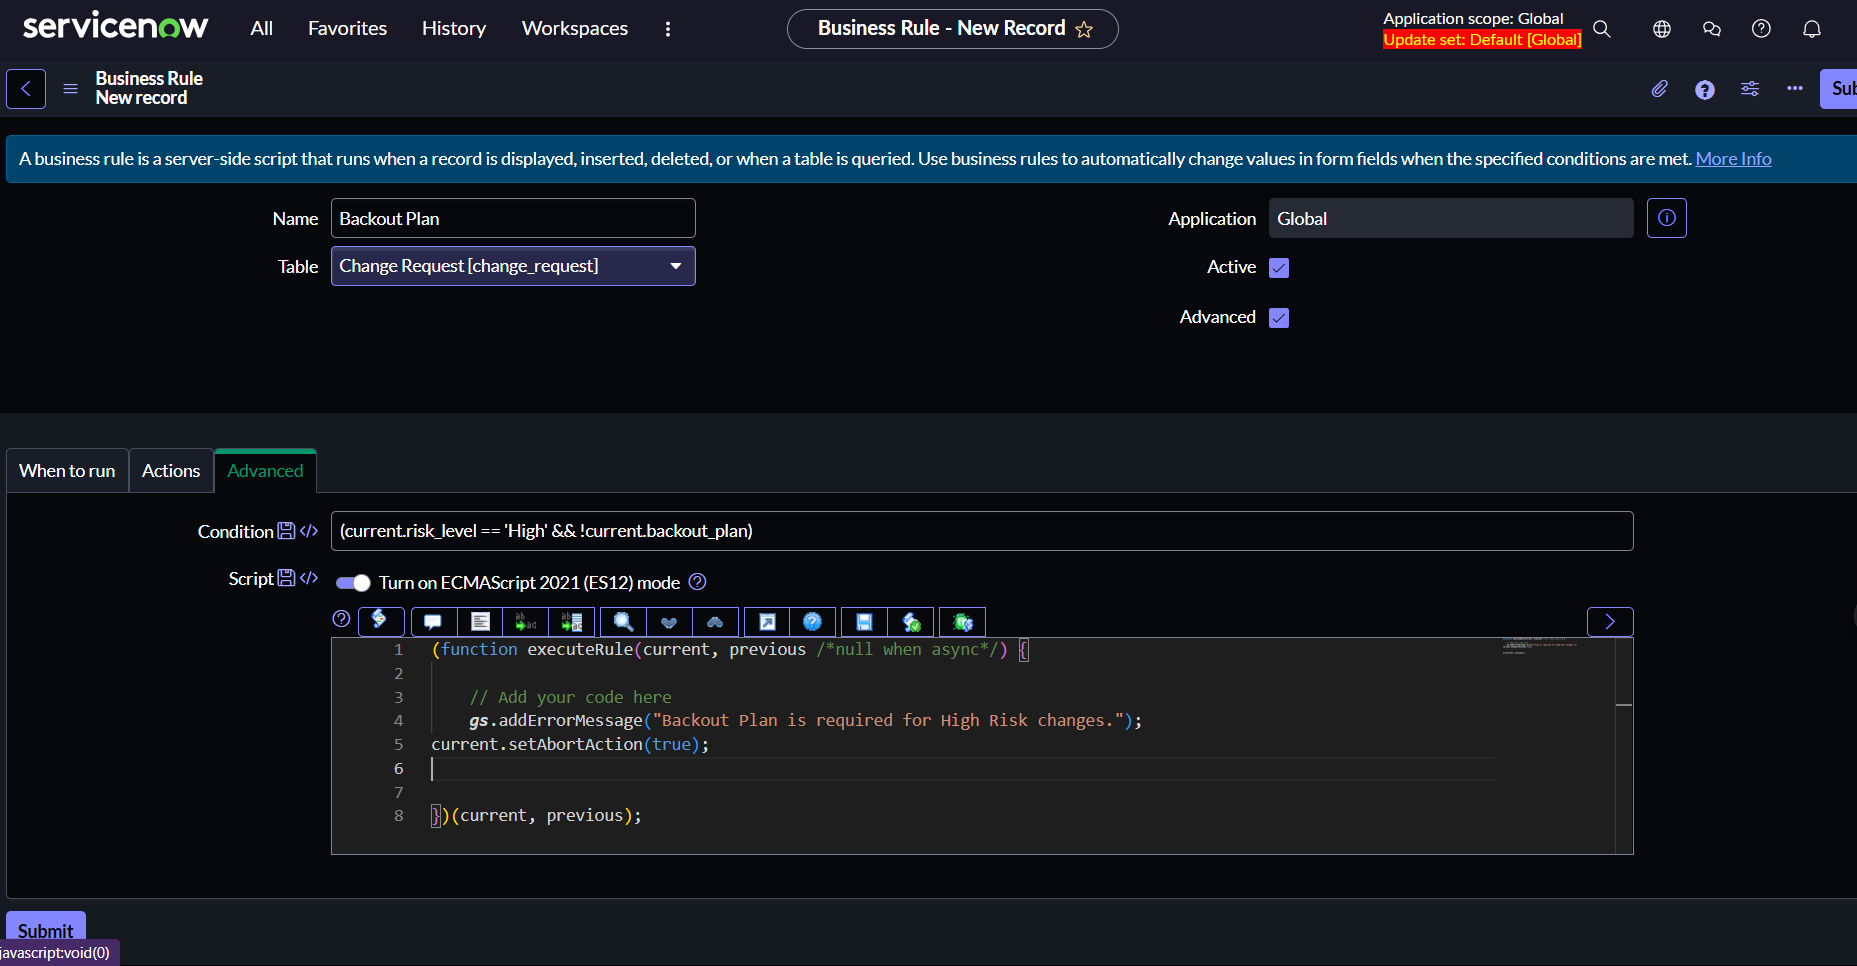 servicenow
All
Favorites
History
Workspaces
Business Rule - New Record
Application scope: Global
Update set: Default [Global]
Business Rule
New record
Sub
A business rule is a server-side script that runs when a record is displayed, inserted, deleted, or when a table is queried. Use business rules to automatically change values in form fields when the specified conditions are met. More Info
Name
Backout Plan
Application
Global
Table
Change Request [change_request]
Active
Advanced
When to run
Actions
Advanced
Condition
(current.risk_level == 'High' && !current.backout_plan)
Script
Turn on ECMAScript 2021 (ES12) mode
1 (function executeRule(current, previous /*null when async*/) {
2
3 // Add your code here
4 gs.addErrorMessage("Backout Plan is required for High Risk changes.");
5 current.setAbortAction(true);
6
7
8 })(current, previous);
Submit
javascript:void(0)